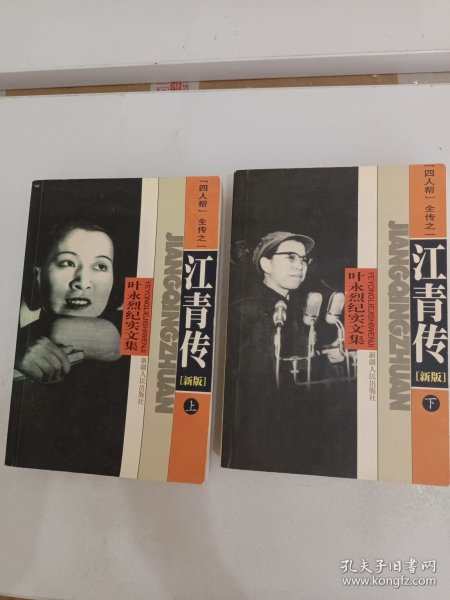 「四人帮」全传之一
JIANGQINGZHUAN
江青传
[新版]
上
YEYONGLIEJISHIWENJI
叶永烈纪实文集
新疆人民出版社
「四人帮」全传之一
JIANGQINGZHUAN
江青传
[新版]
下
YEYONGLIEJISHIWENJI
叶永烈纪实文集
新疆人民出版社
孔夫子旧书网
www.kongfz.com